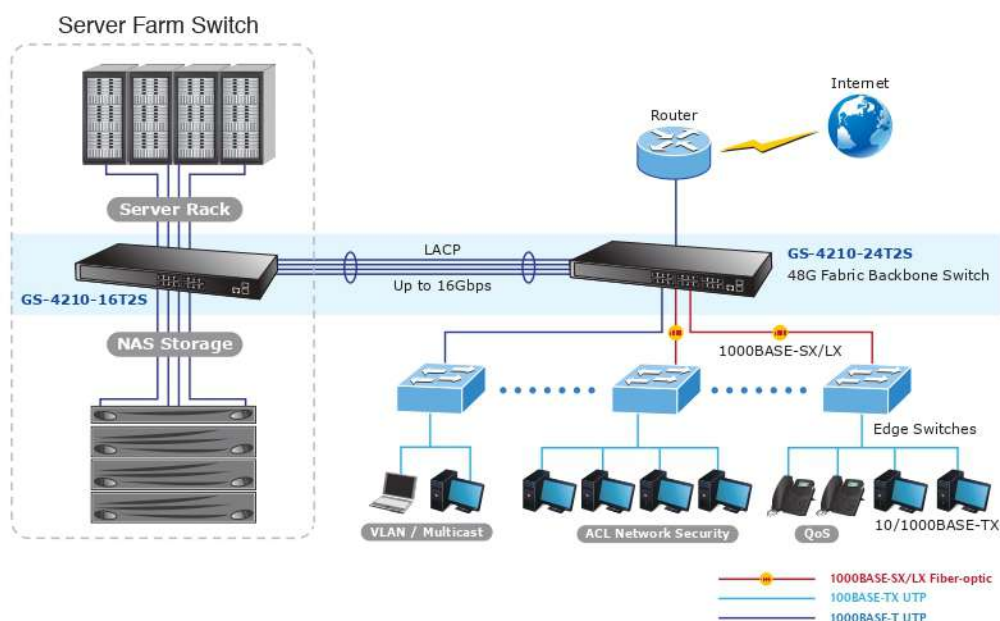 Server Farm Switch
Internet
Router
Server Rack
LACP
GS-4210-24T2S
48G Fabric Backbone Switch
Up to 16Gbps
GS-4210-16T2S
NAS Storage
1000BASE-SX/LX
Edge Switches
VLAN / Multicast
ACL Network Security
QoS
10/1000BASE-TX
1000BASE-SX/LX Fiber-optic
100BASE-TX UTP
1000BASE-T UTP